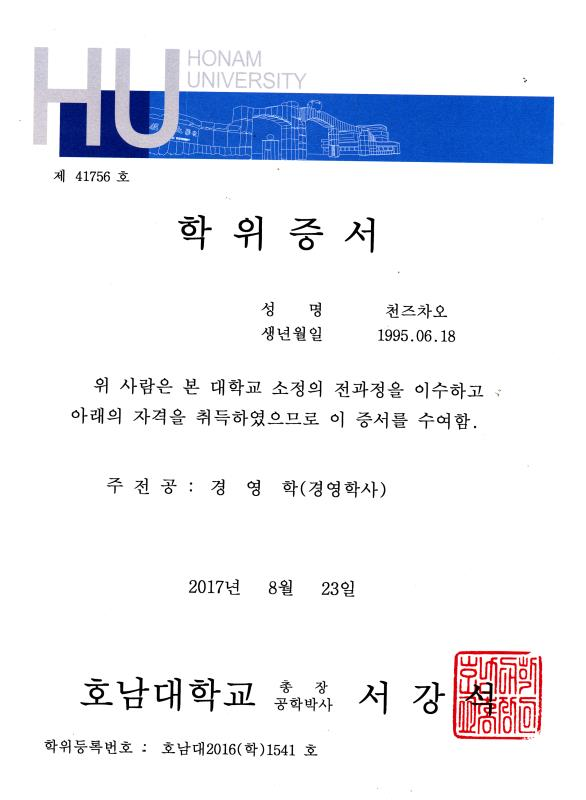 HU HONAM
UNIVERSITY
제 41756 호
학 위 증 서
성 명 천즈차오
생년월일 1995.06.18
위 사람은 본 대학교 소정의 전과정을 이수하고
아래의 자격을 취득하였으므로 이 증서를 수여함.
주 전 공 : 경 영 학(경영학사)
2017년 8월 23일
호남대학교 총 장 공학박사 서 강 석
학위등록번호 : 호남대2016(학)1541 호